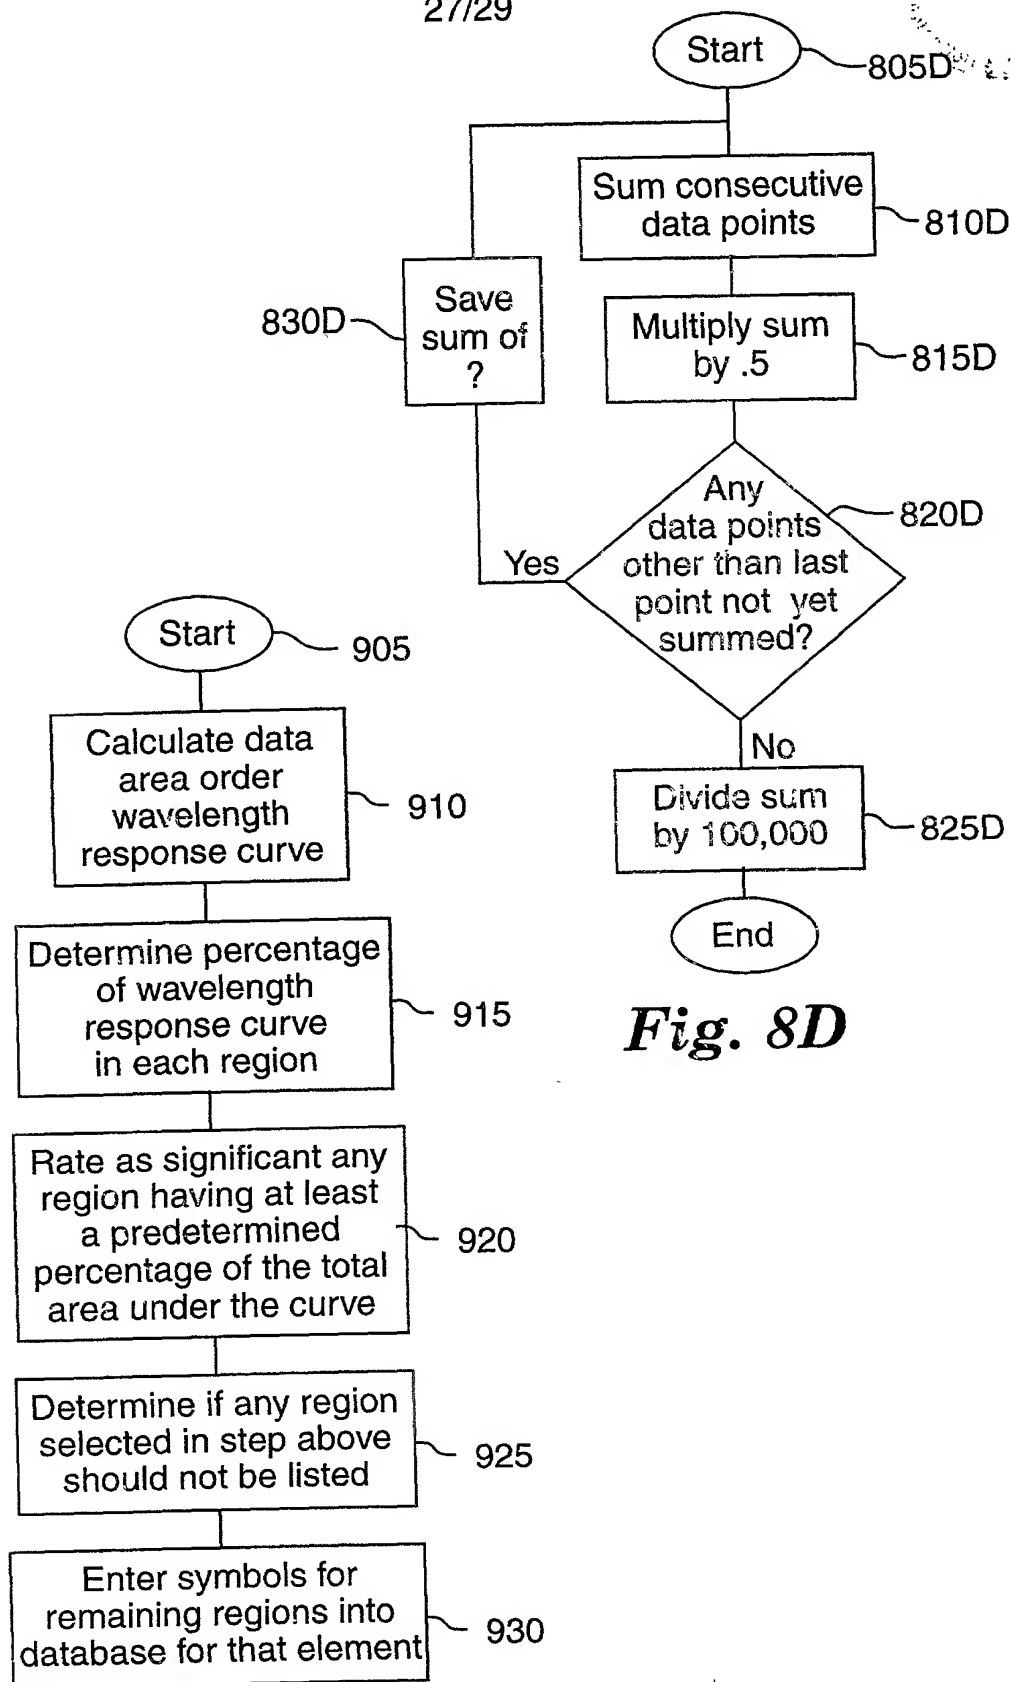 27/29
Start
805D
Sum consecutive
data points
810D
Save
sum of
?
830D
Multiply sum
by .5
815D
Any
data points
other than last
point not yet
summed?
820D
Yes
No
Divide sum
by 100,000
825D
End
Fig. 8D
Start
905
Calculate data
area order
wavelength
response curve
910
Determine percentage
of wavelength
response curve
in each region
915
Rate as significant any
region having at least
a predetermined
percentage of the total
area under the curve
920
Determine if any region
selected in step above
should not be listed
925
Enter symbols for
remaining regions into
database for that element
930